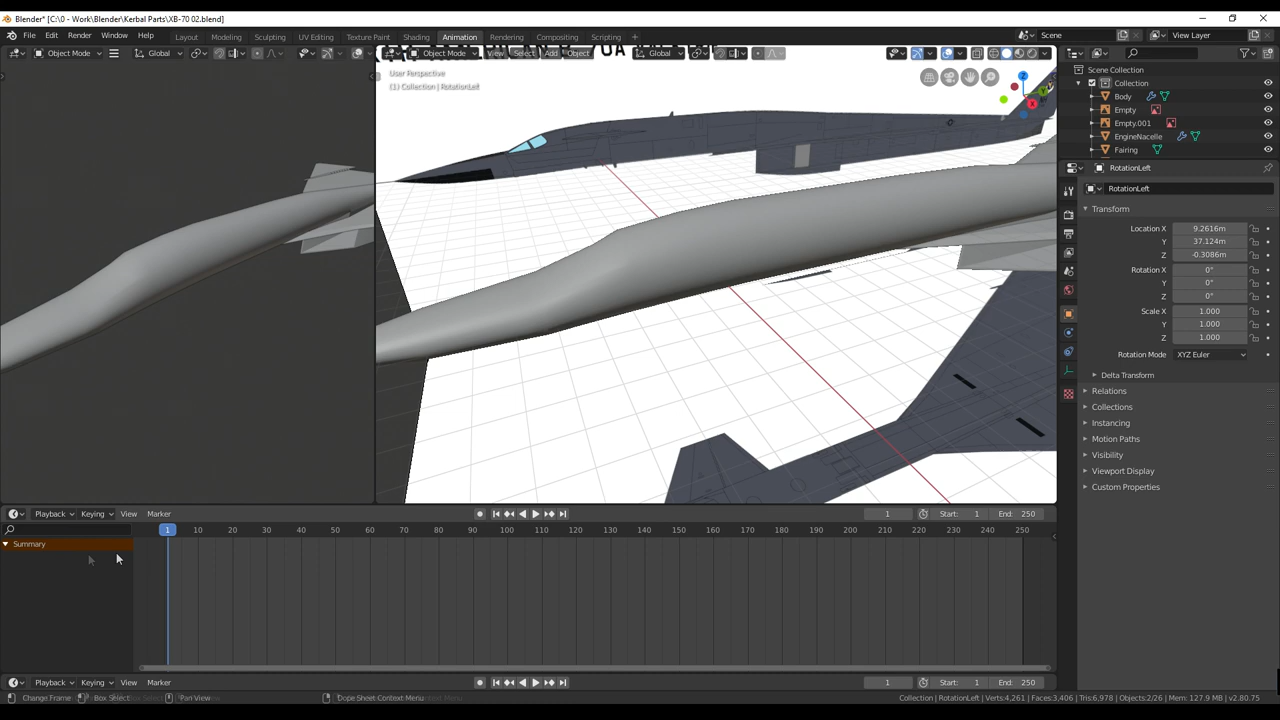 Blender* [C:\0 - Work\Blender\Kerbal Parts\XB-70 02.blend]
File Edit Render Window Help Layout Modeling Sculpting UV Editing Texture Paint Shading Animation Rendering Compositing Scripting + Scene View Layer
Object Mode Global Object Mode View Select Add Object Global
User Perspective
(1) Collection | RotationLeft
Scene Collection
Collection
Body
Empty
Empty.001
EngineNacelle
Fairing
RotationLeft
RotationLeft
Transform
Location X 9.2616m
Y 37.124m
Z -0.3086m
Rotation X 0°
Y 0°
Z 0°
Scale X 1.000
Y 1.000
Z 1.000
Rotation Mode XYZ Euler
Delta Transform
Relations
Collections
Instancing
Motion Paths
Visibility
Viewport Display
Custom Properties
Playback Keying View Marker 1 Start: 1 End: 250
1 10 20 30 40 50 60 70 80 90 100 110 120 130 140 150 160 170 180 190 200 210 220 230 240 250
Summary
Playback Keying View Marker 1 Start: 1 End: 250
Change Frame Box Select Pan View Dope Sheet Context Menu Collection | RotationLeft | Verts:4,261 | Faces:3,406 | Tris:6,978 | Objects:2/26 | Mem: 127.9 MB | v2.80.75